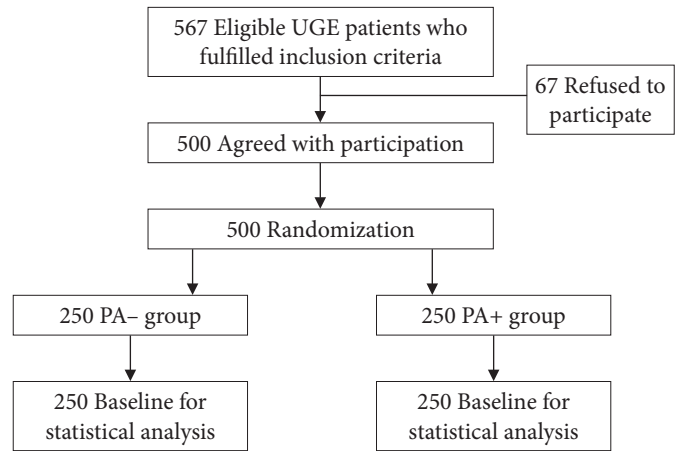 567 Eligible UGE patients who
fulfilled inclusion criteria
67 Refused to
participate
500 Agreed with participation
500 Randomization
250 PA– group
250 PA+ group
250 Baseline for
statistical analysis
250 Baseline for
statistical analysis